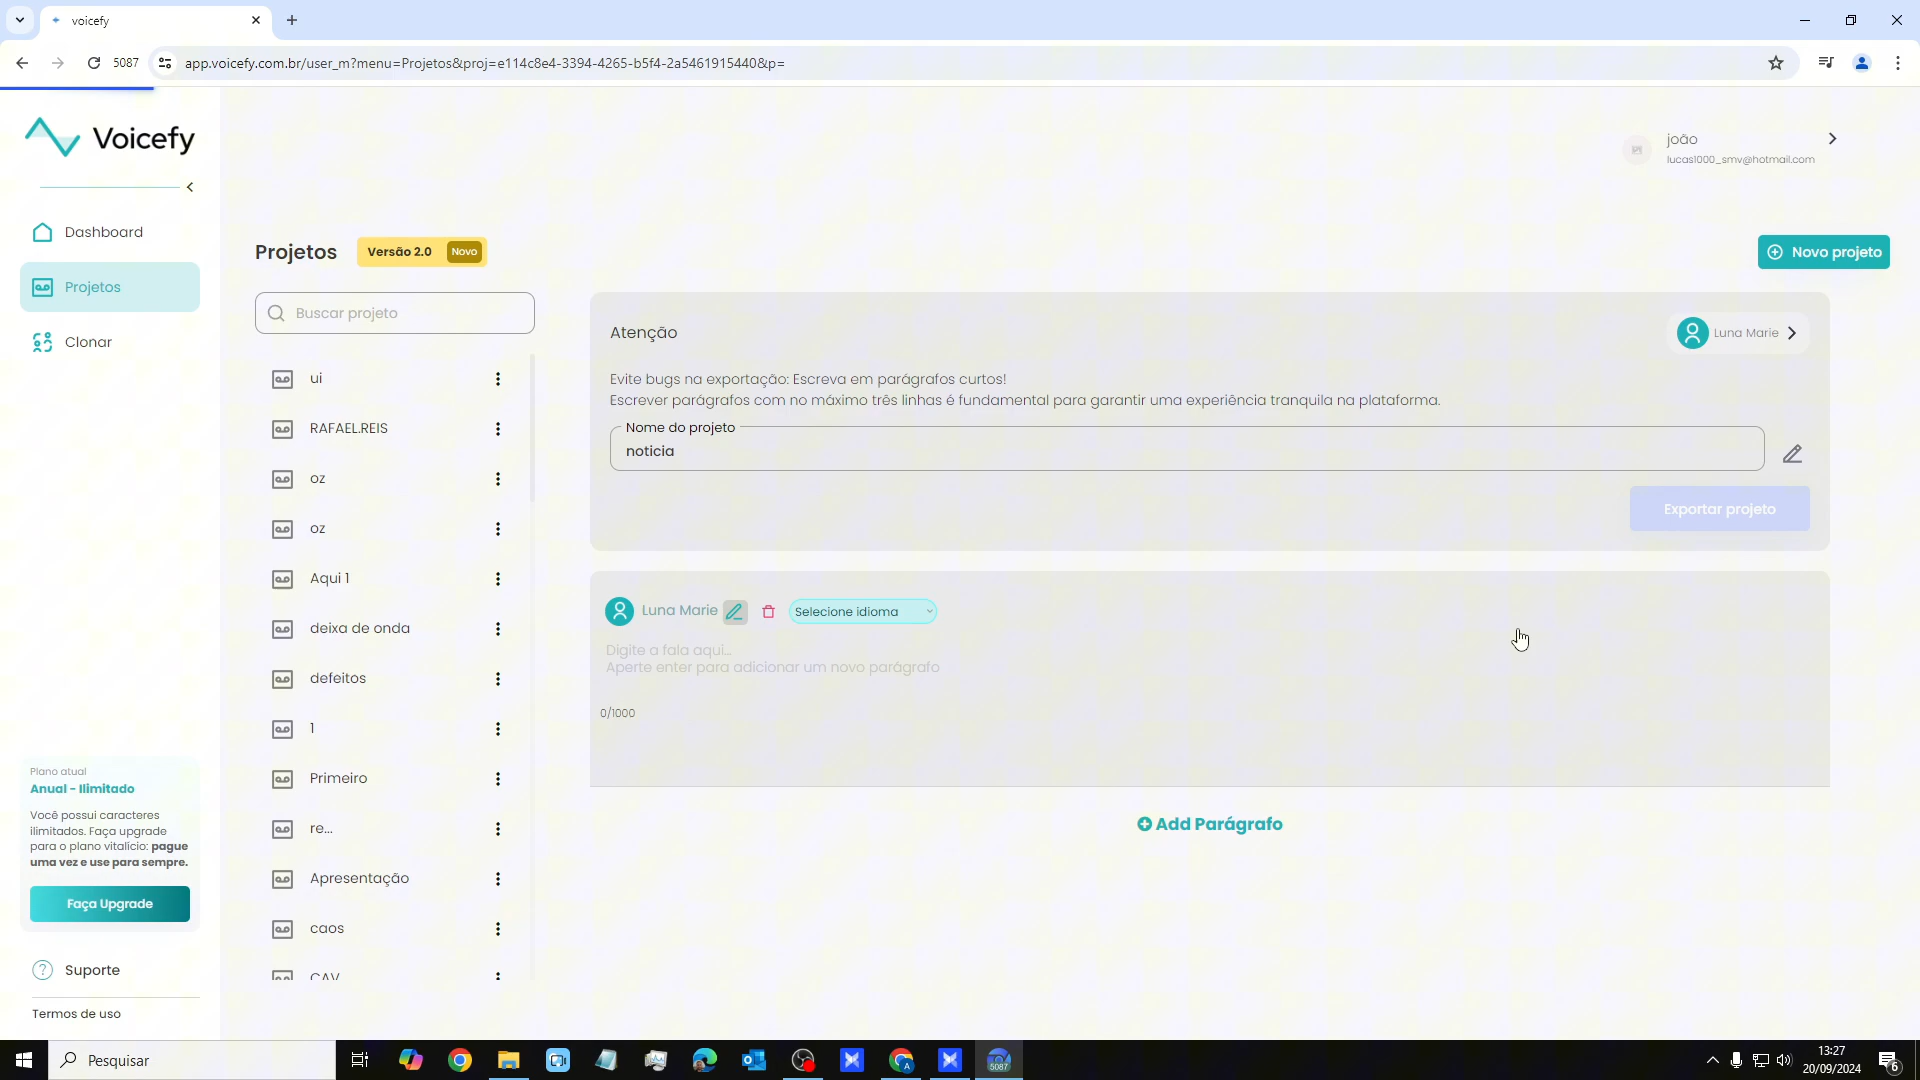 voicefy
5087
app.voicefy.com.br/user_m?menu=Projetos&proj=e114c8e4-3394-4265-b5f4-2a5461915440&p=
Voicefy
joão
lucas1000_smv@hotmail.com
Dashboard
Projetos
Clonar
Projetos
Versão 2.0 Novo
Novo projeto
Buscar projeto
ui
RAFAEL.REIS
oz
oz
Aqui 1
deixa de onda
defeitos
1
Primeiro
re...
Apresentação
caos
CAV
Atenção
Luna Marie
Evite bugs na exportação: Escreva em parágrafos curtos!
Escrever parágrafos com no máximo três linhas é fundamental para garantir uma experiência tranquila na plataforma.
Nome do projeto
noticia
Exportar projeto
Luna Marie
Selecione idioma
Digite a fala aqui...
Aperte enter para adicionar um novo parágrafo
0/1000
Add Parágrafo
Plano atual
Anual - Ilimitado
Você possui caracteres
ilimitados. Faça upgrade
para o plano vitalício: pague
uma vez e use para sempre.
Faça Upgrade
Suporte
Termos de uso
Pesquisar
5087
13:27
20/09/2024
6